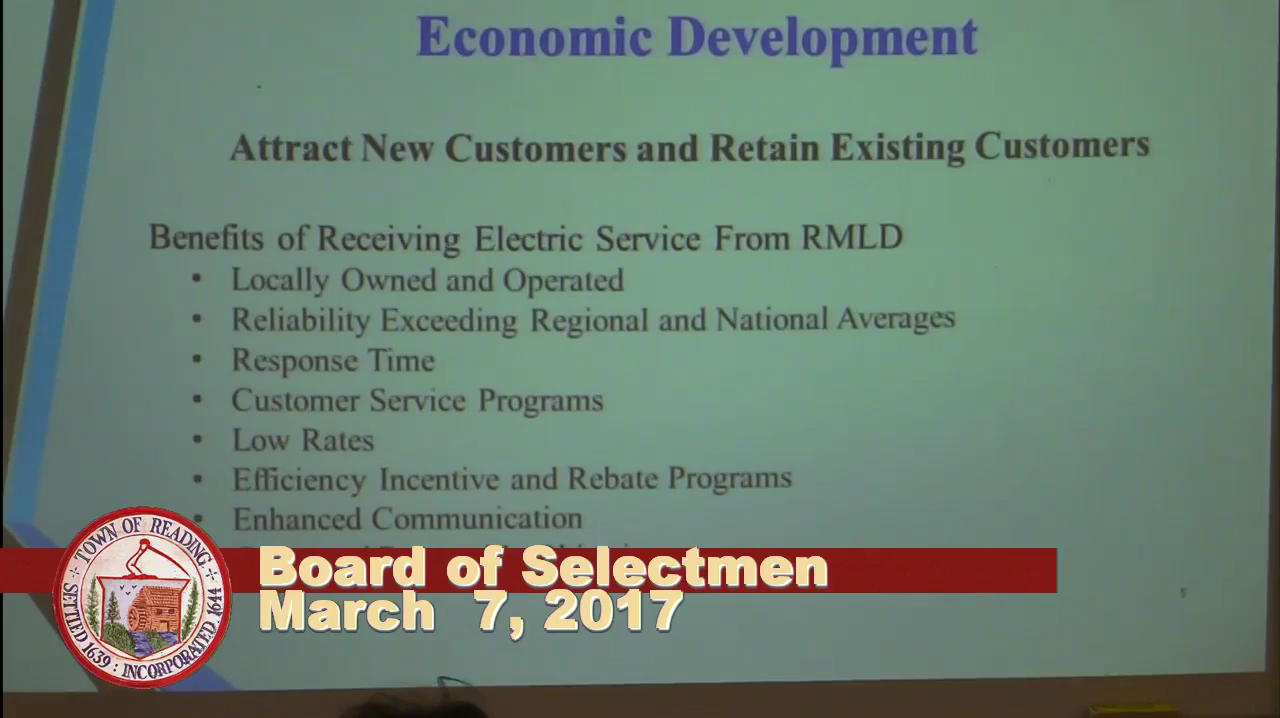 Economic Development
Attract New Customers and Retain Existing Customers
Benefits of Receiving Electric Service From RMLD
• Locally Owned and Operated
• Reliability Exceeding Regional and National Averages
• Response Time
• Customer Service Programs
• Low Rates
• Efficiency Incentive and Rebate Programs
• Enhanced Communication
Board of Selectmen
March 7, 2017
TOWN OF READING
SETTLED 1639 : INCORPORATED 1644